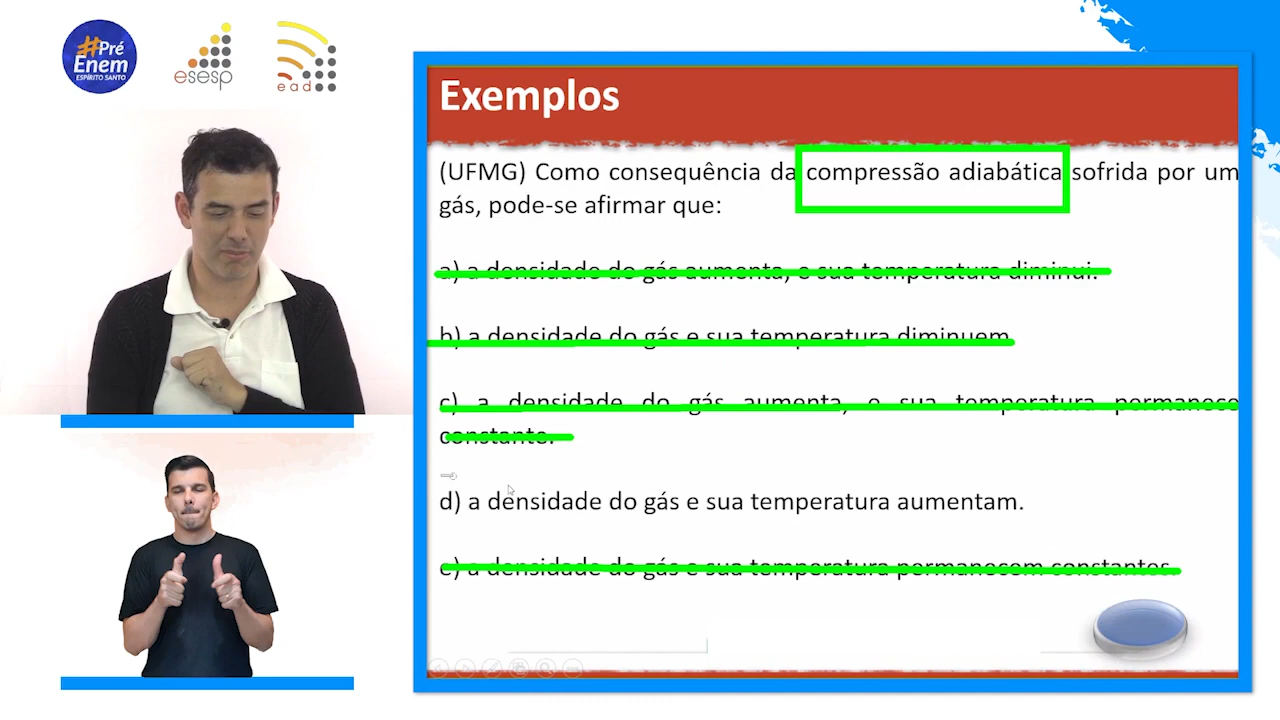 #Pré
Enem
ESPÍRITO SANTO
esesp
ead
Exemplos
(UFMG) Como consequência da compressão adiabática sofrida por um
gás, pode-se afirmar que:
a) a densidade do gás aumenta, e sua temperatura diminui.
b) a densidade do gás e sua temperatura diminuem
c) a densidade do gás aumenta, e sua temperatura permanece
constante.
d) a densidade do gás e sua temperatura aumentam.
e) a densidade do gás e sua temperatura permanecem constantes.